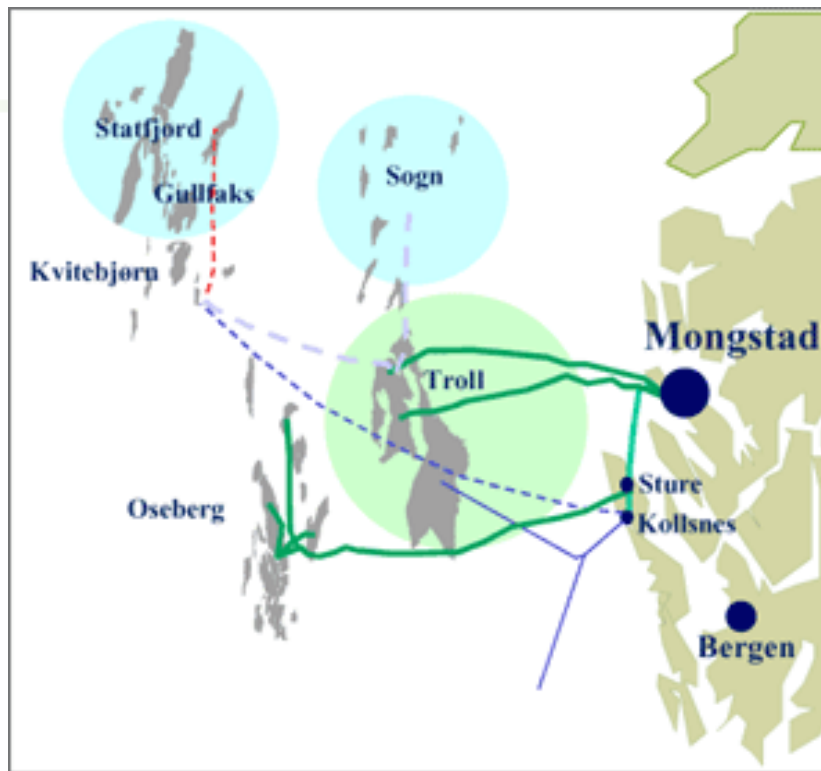 Statfjord
Sogn
Gullfaks
Kvitebjørn
Mongstad
Troll
Sture
Oseberg
Kollsnes
Bergen